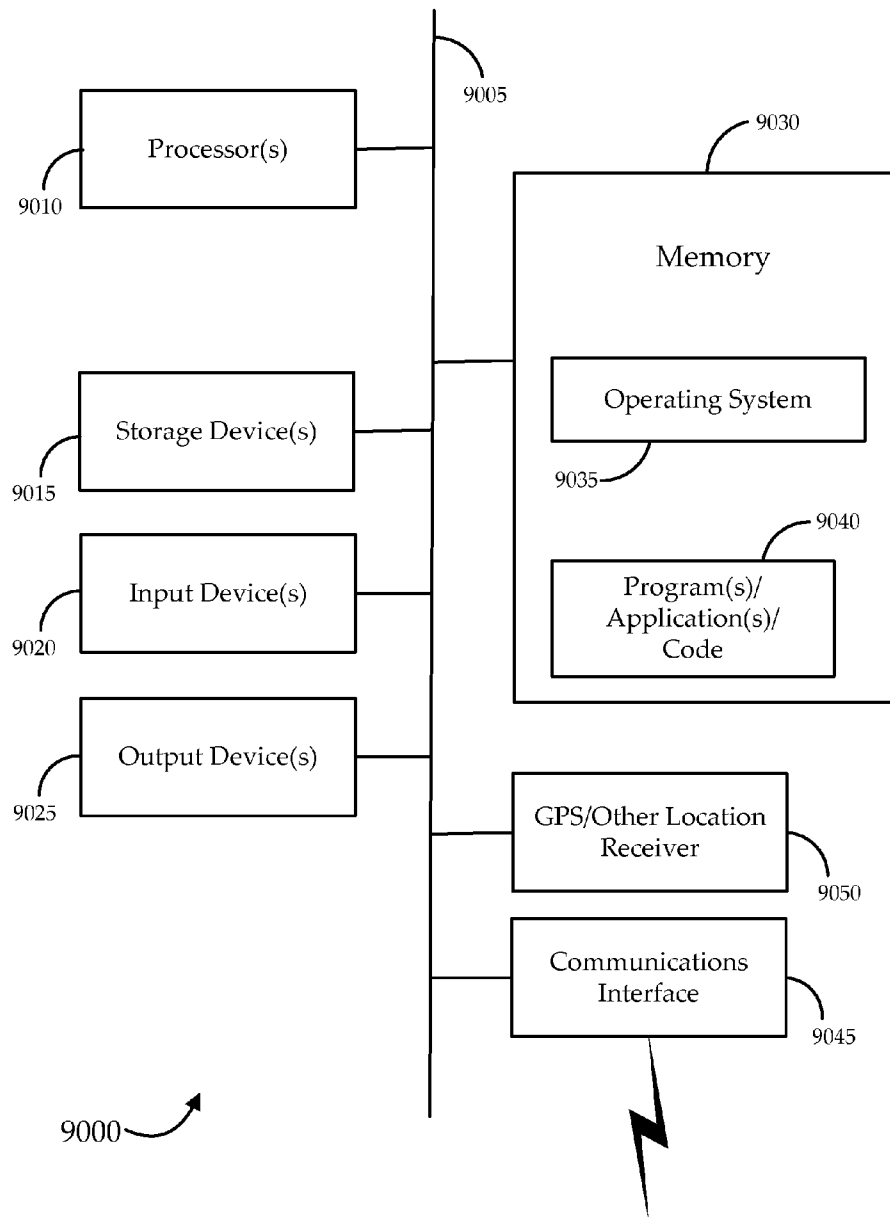 9005
Processor(s)
9010
9030
Memory
Storage Device(s)
9015
Operating System
9035
Input Device(s)
9020
9040
Program(s)/
Application(s)/
Code
Output Device(s)
9025
GPS/Other Location
Receiver
9050
Communications
Interface
9045
9000